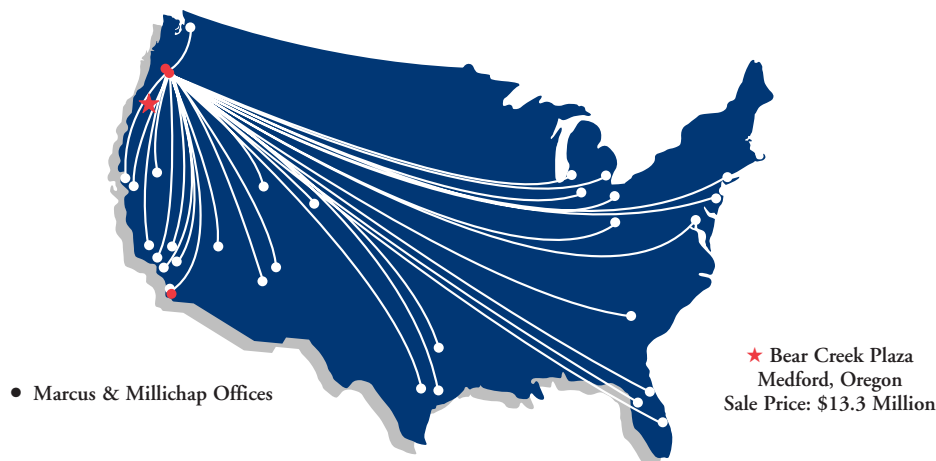 ● Marcus & Millichap Offices
★ Bear Creek Plaza
Medford, Oregon
Sale Price: $13.3 Million